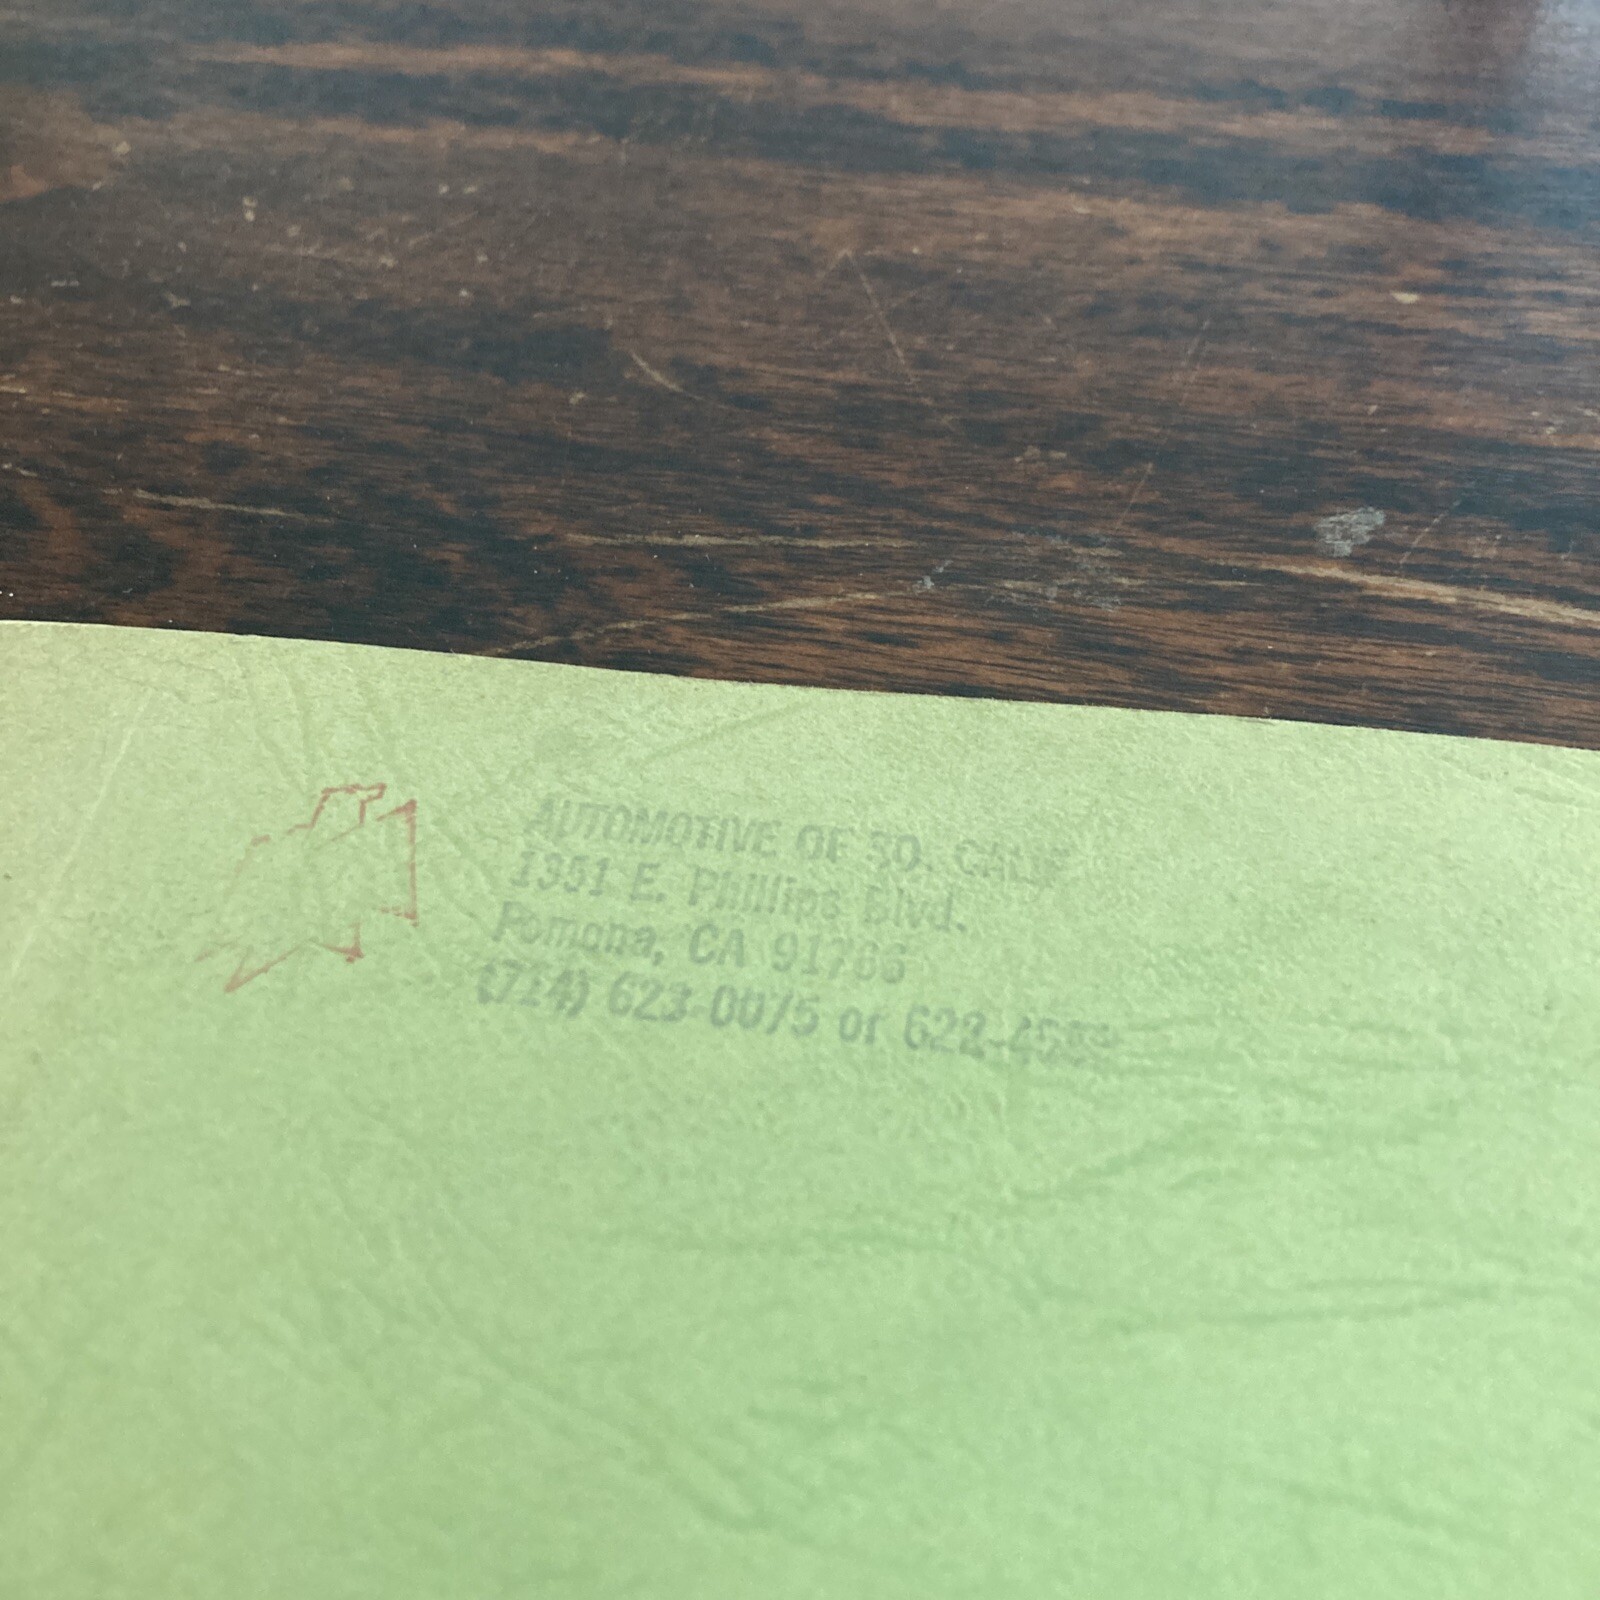 AUTOMOTIVE OF SO. CALIF
1351 E. Phillips Blvd.
Pomona, CA 91766
(714) 623-0075 or